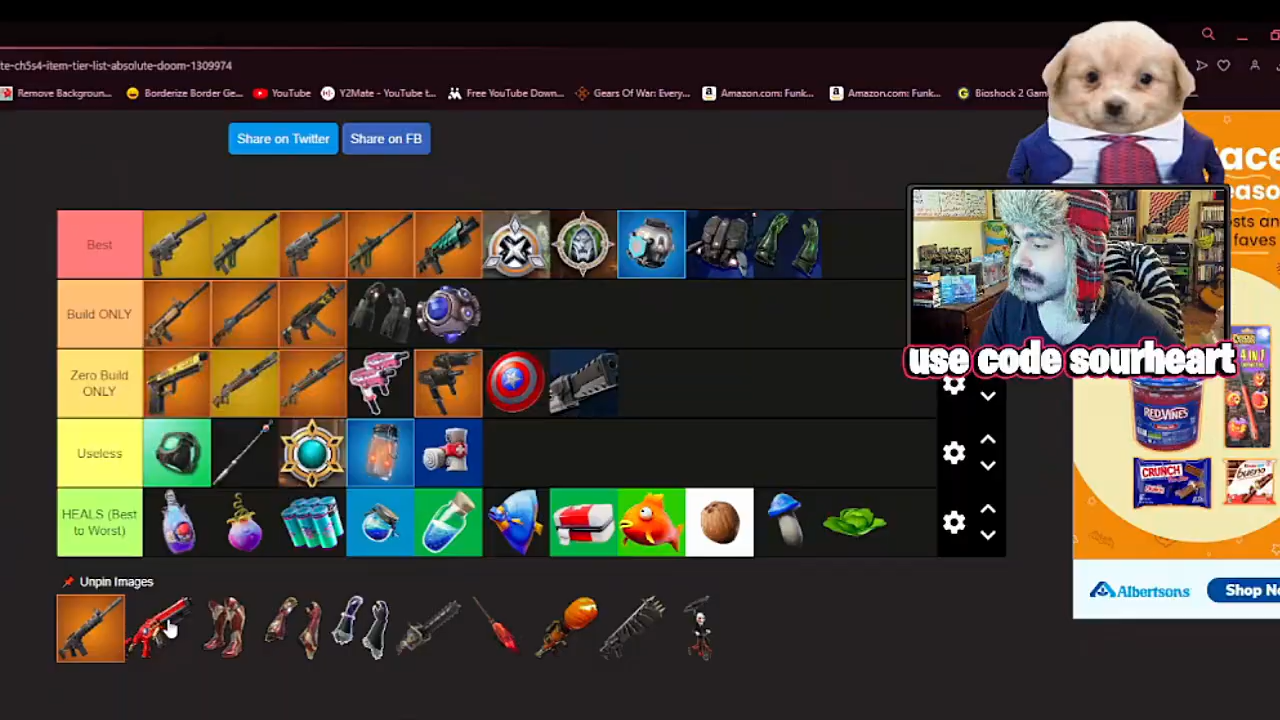 te-ch5s4-item-tier-list-absolute-doom-1309974
Remove Backgroun...
Borderize Border Ge...
YouTube
Y2Mate - YouTube t...
Free YouTube Down...
Gears Of War: Every...
Amazon.com: Funk...
Amazon.com: Funk...
Bioshock 2 Gam
Share on Twitter
Share on FB
Best
Build ONLY
Zero Build
ONLY
Useless
HEALS (Best
to Worst)
Unpin Images
use code sourheart
RED VINES
CRUNCH
bueno
Albertsons
Shop No